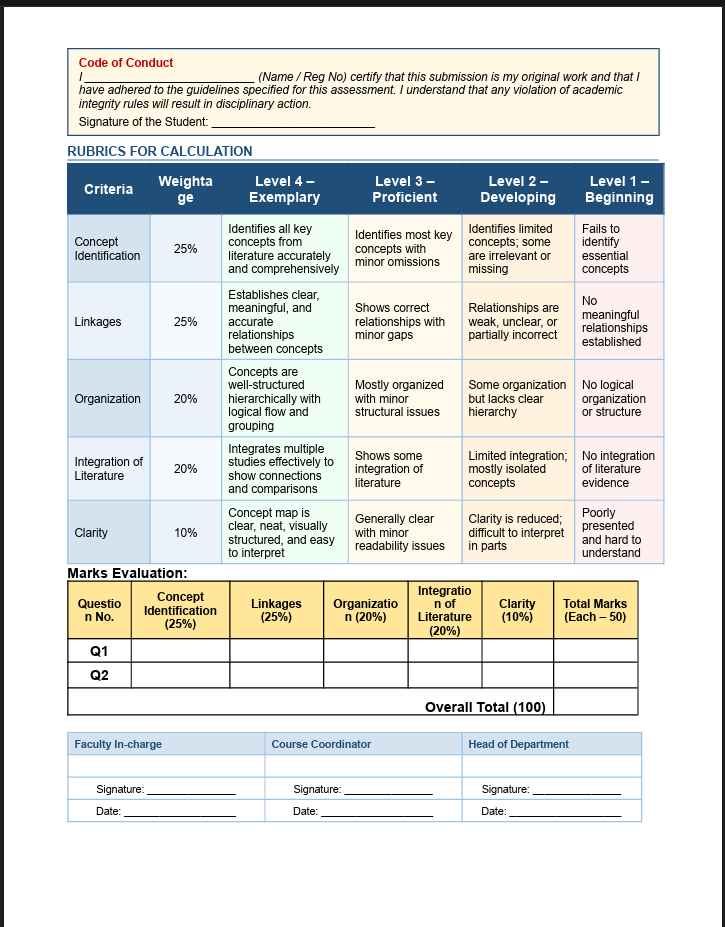 Code of Conduct
I _________________________ (Name / Reg No) certify that this submission is my original work and that I
have adhered to the guidelines specified for this assessment. I understand that any violation of academic
integrity rules will result in disciplinary action.
Signature of the Student: ________________________
RUBRICS FOR CALCULATION
Criteria
Weighta
ge
Level 4 –
Exemplary
Level 3 –
Proficient
Level 2 –
Developing
Level 1 –
Beginning
Concept
Identification
25%
Identifies all key
concepts from
literature accurately
and comprehensively
Identifies most key
concepts with
minor omissions
Identifies limited
concepts; some
are irrelevant or
missing
Fails to
identify
essential
concepts
Linkages
25%
Establishes clear,
meaningful, and
accurate
relationships
between concepts
Shows correct
relationships with
minor gaps
Relationships are
weak, unclear, or
partially incorrect
No
meaningful
relationships
established
Organization
20%
Concepts are
well-structured
hierarchically with
logical flow and
grouping
Mostly organized
with minor
structural issues
Some organization
but lacks clear
hierarchy
No logical
organization
or structure
Integration of
Literature
20%
Integrates multiple
studies effectively to
show connections
and comparisons
Shows some
integration of
literature
Limited integration;
mostly isolated
concepts
No integration
of literature
evidence
Clarity
10%
Concept map is
clear, neat, visually
structured, and easy
to interpret
Generally clear
with minor
readability issues
Clarity is reduced;
difficult to interpret
in parts
Poorly
presented
and hard to
understand
Marks Evaluation:
Questio
n No.
Concept
Identification
(25%)
Linkages
(25%)
Organizatio
n (20%)
Integratio
n of
Literature
(20%)
Clarity
(10%)
Total Marks
(Each – 50)
Q1
Q2
Overall Total (100)
Faculty In-charge
Course Coordinator
Head of Department
Signature: ________________
Signature: ________________
Signature: ________________
Date: ____________________
Date: ____________________
Date: ____________________